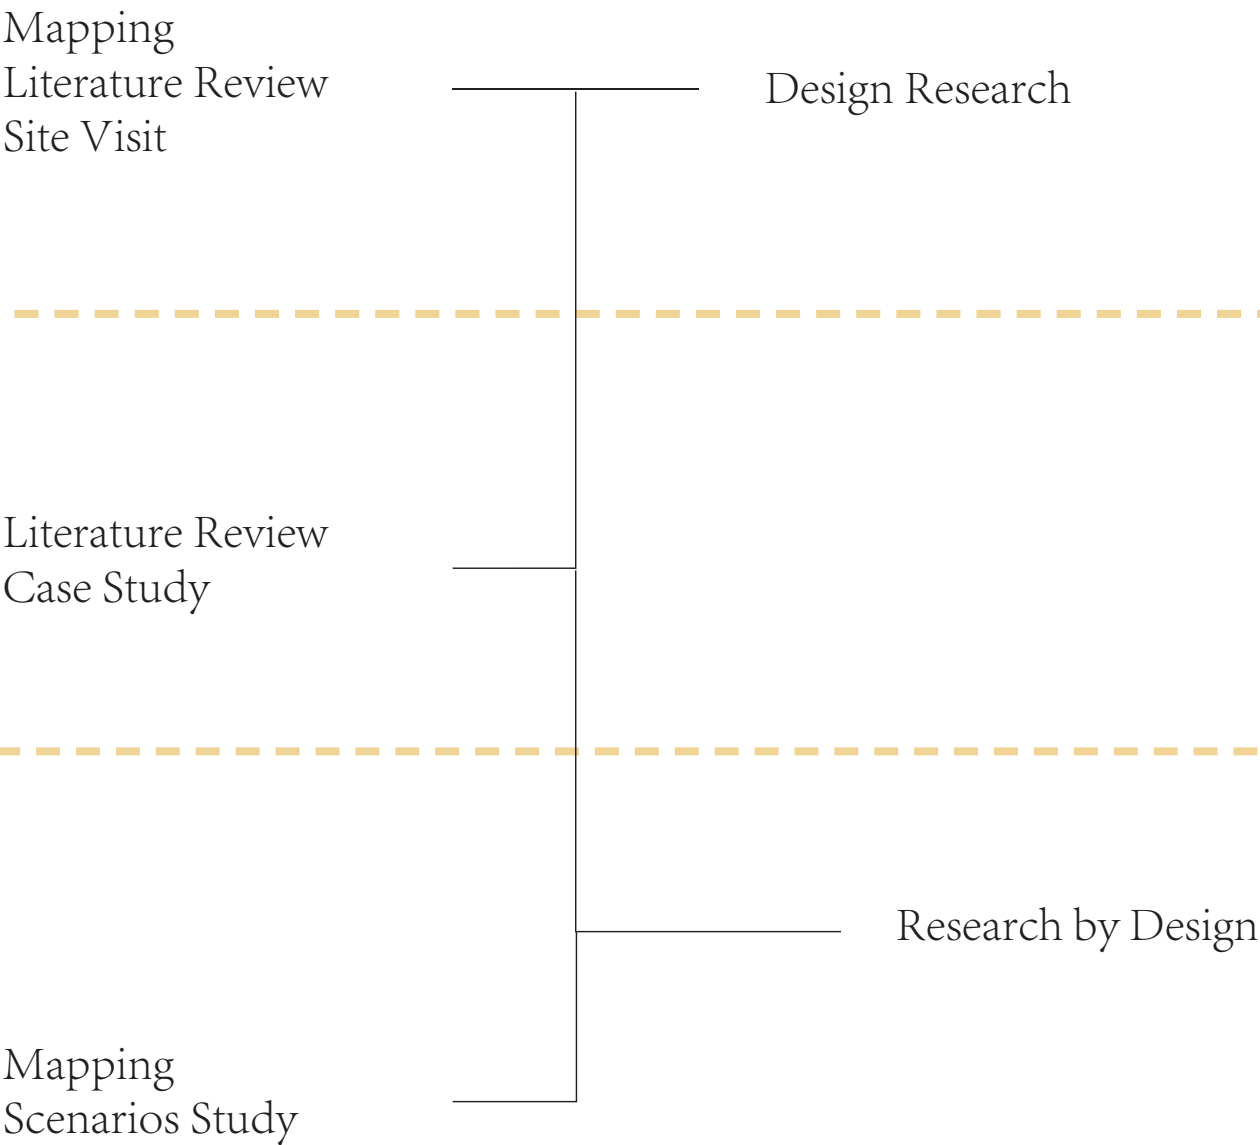 Mapping
Literature Review
Site Visit
Design Research
Literature Review
Case Study
Research by Design
Mapping
Scenarios Study